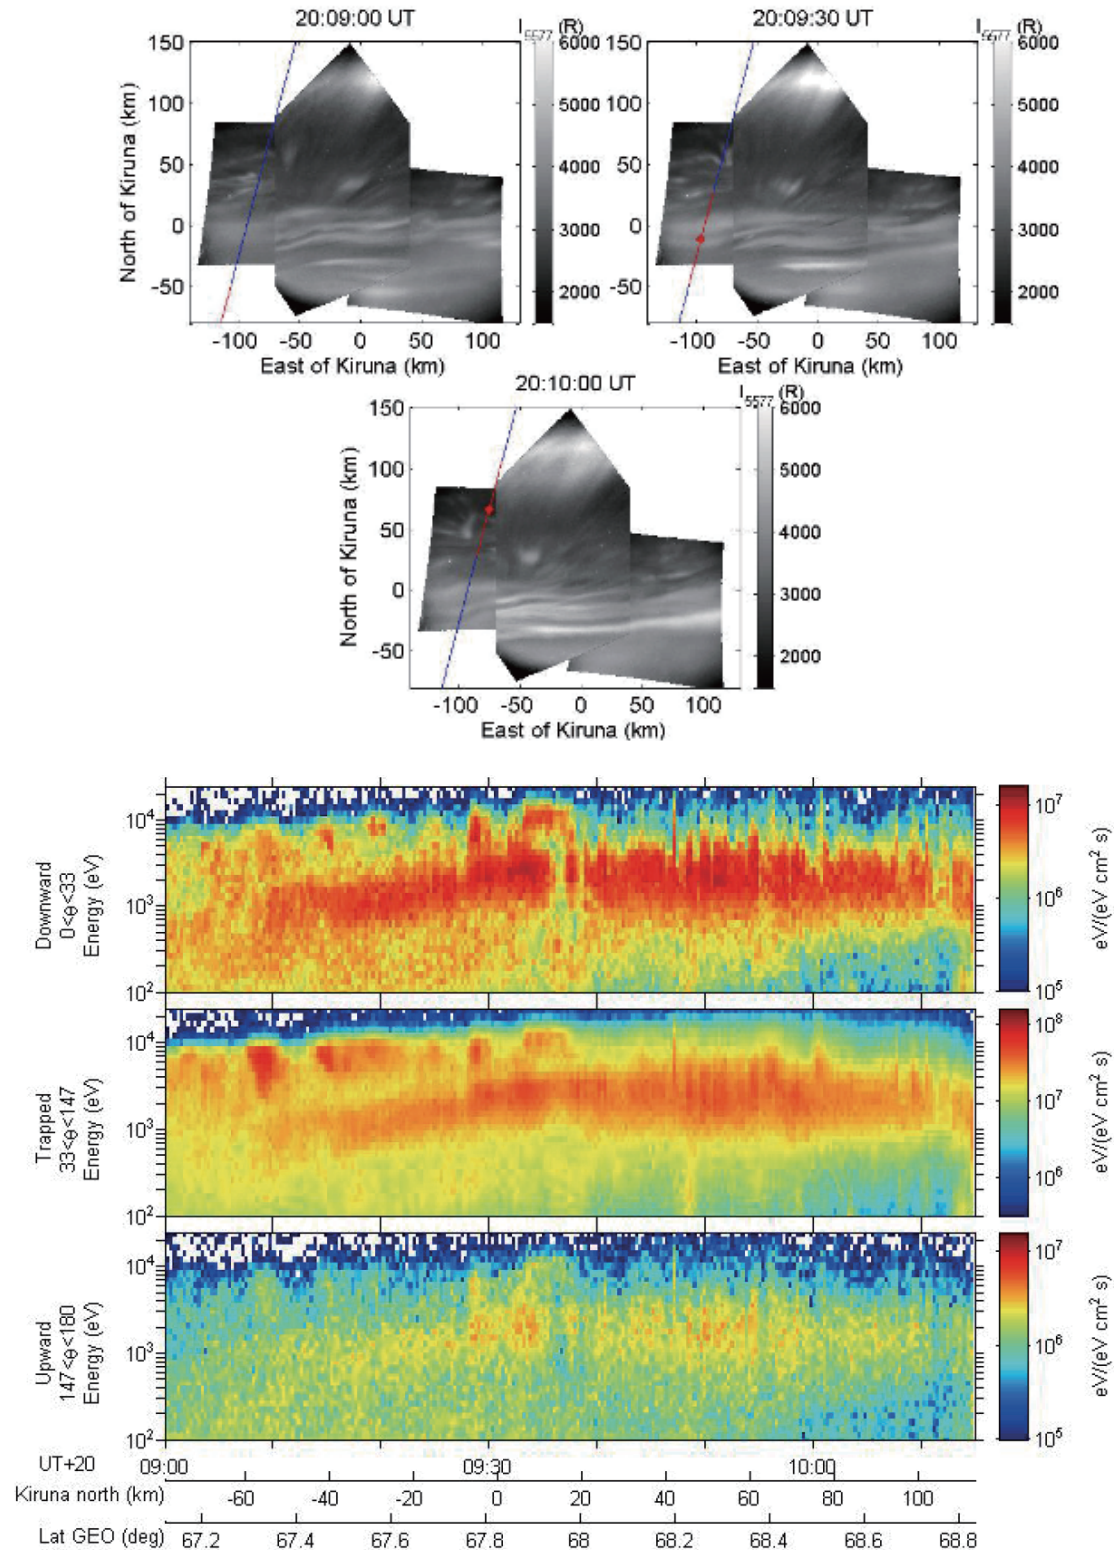 20:09:00 UT
I5577 (R)
150
100
50
0
-50
North of Kiruna (km)
-100 -50 0 50 100
East of Kiruna (km)
6000
5000
4000
3000
2000
20:09:30 UT
I5577 (R)
150
100
50
0
-50
-100 -50 0 50 100
East of Kiruna (km)
6000
5000
4000
3000
2000
20:10:00 UT
I5577 (R)
150
100
50
0
-50
North of Kiruna (km)
-100 -50 0 50 100
East of Kiruna (km)
6000
5000
4000
3000
2000
Downward
0<θ<33
Energy (eV)
10^4
10^3
10^2
10^7
10^6
10^5
eV/(eV cm^2 s)
Trapped
33<θ<147
Energy (eV)
10^4
10^3
10^2
10^8
10^7
10^6
eV/(eV cm^2 s)
Upward
147<θ<180
Energy (eV)
10^4
10^3
10^2
10^7
10^6
10^5
eV/(eV cm^2 s)
UT+20 09:00 09:30 10:00
Kiruna north (km) -60 -40 -20 0 20 40 60 80 100
Lat GEO (deg) 67.2 67.4 67.6 67.8 68 68.2 68.4 68.6 68.8